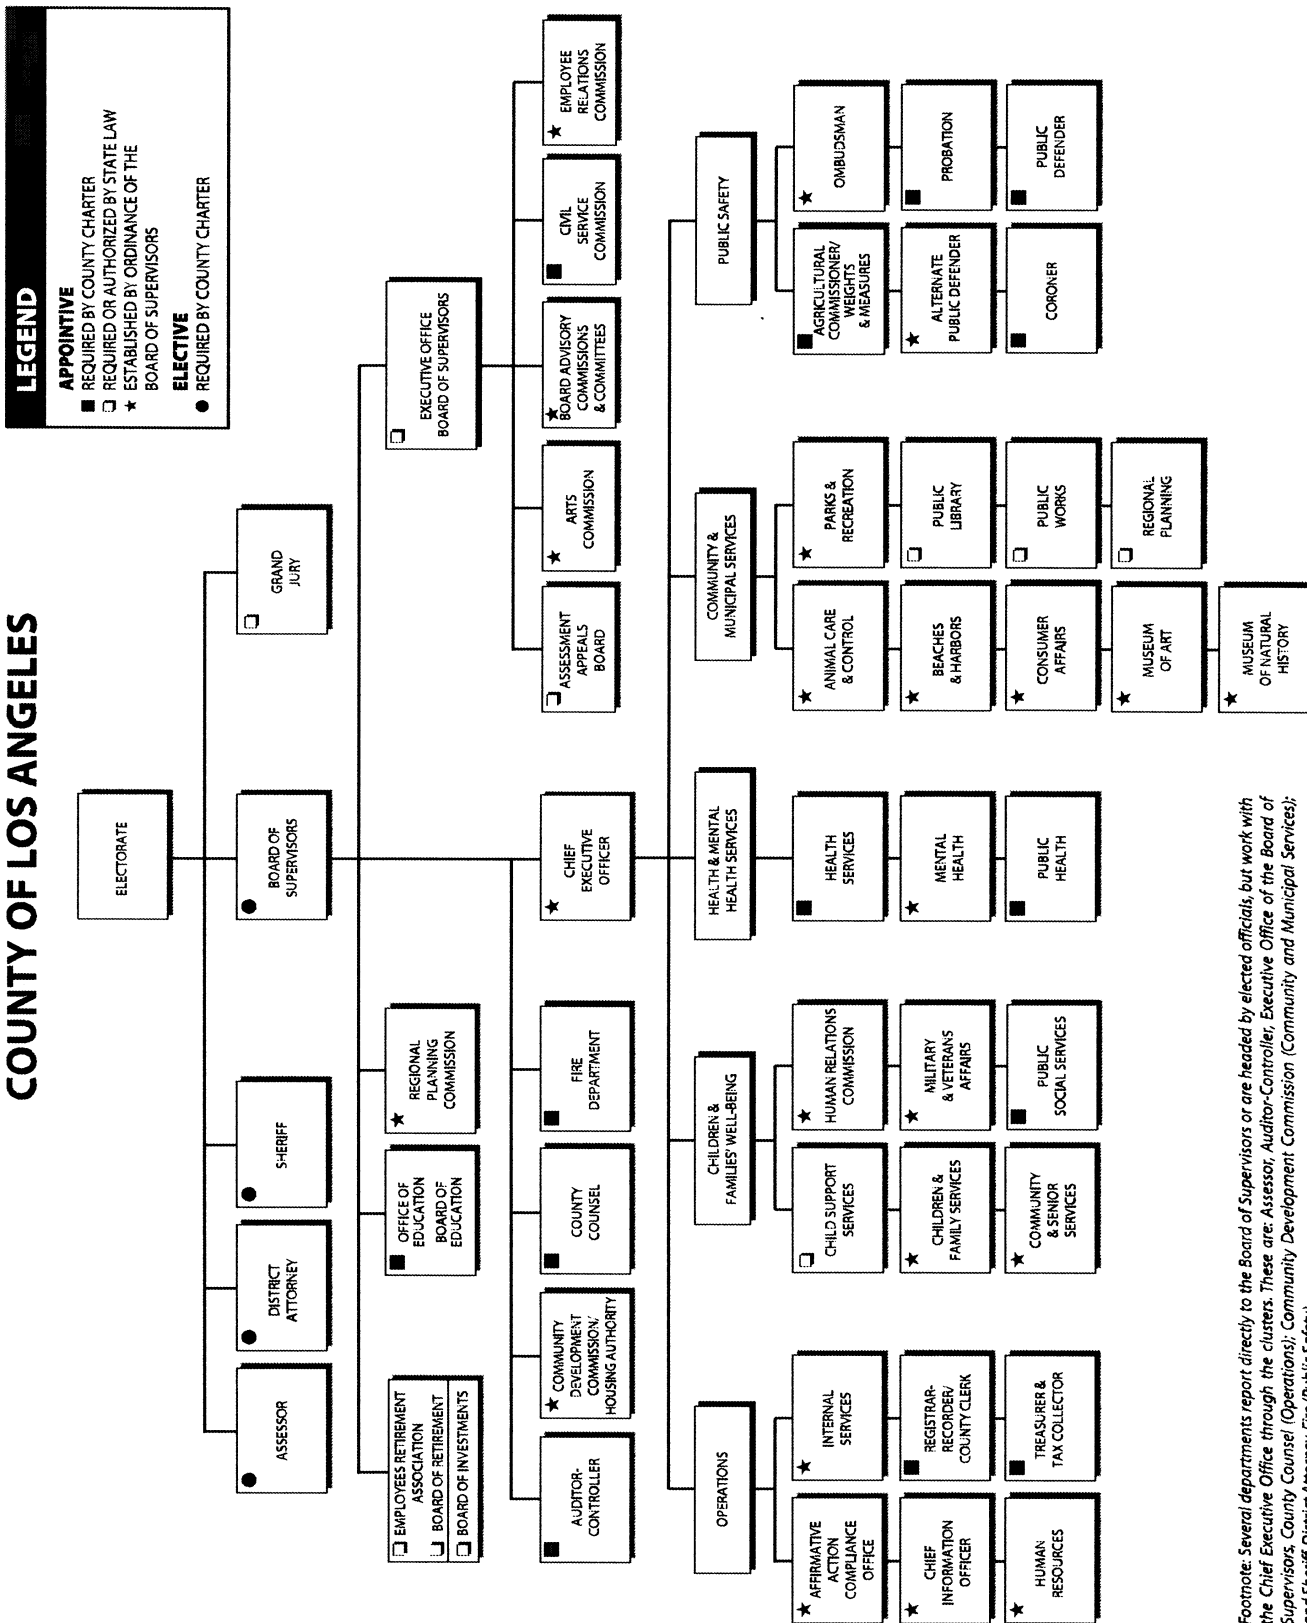 COUNTY OF LOS ANGELES
LEGEND
APPOINTIVE
■ REQUIRED BY COUNTY CHARTER
❏ REQUIRED OR AUTHORIZED BY STATE LAW
★ ESTABLISHED BY ORDINANCE OF THE
BOARD OF SUPERVISORS
ELECTIVE
● REQUIRED BY COUNTY CHARTER
ELECTORATE
ASSESSOR
DISTRICT
ATTORNEY
SHERIFF
BOARD OF
SUPERVISORS
GRAND
JURY
EMPLOYEES RETIREMENT
ASSOCIATION
BOARD OF RETIREMENT
BOARD OF INVESTMENTS
OFFICE OF
EDUCATION
BOARD OF
EDUCATION
REGIONAL
PLANNING
COMMISSION
EXECUTIVE OFFICE
BOARD OF SUPERVISORS
AUDITOR-
CONTROLLER
COMMUNITY
DEVELOPMENT
COMMISSION/
HOUSING AUTHORITY
COUNTY
COUNSEL
FIRE
DEPARTMENT
CHIEF
EXECUTIVE
OFFICER
ASSESSMENT
APPEALS
BOARD
ARTS
COMMISSION
BOARD ADVISORY
COMMISSIONS
& COMMITTEES
CIVIL
SERVICE
COMMISSION
EMPLOYEE
RELATIONS
COMMISSION
OPERATIONS
AFFIRMATIVE
ACTION
COMPLIANCE
OFFICE
INTERNAL
SERVICES
CHIEF
INFORMATION
OFFICER
REGISTRAR-
RECORDER/
COUNTY CLERK
HUMAN
RESOURCES
TREASURER &
TAX COLLECTOR
CHILDREN &
FAMILIES' WELL-BEING
CHILD SUPPORT
SERVICES
HUMAN RELATIONS
COMMISSION
CHILDREN &
FAMILY SERVICES
MILITARY
& VETERANS
AFFAIRS
COMMUNITY
& SENIOR
SERVICES
PUBLIC
SOCIAL SERVICES
HEALTH & MENTAL
HEALTH SERVICES
HEALTH
SERVICES
MENTAL
HEALTH
PUBLIC
HEALTH
COMMUNITY &
MUNICIPAL SERVICES
ANIMAL CARE
& CONTROL
PARKS &
RECREATION
BEACHES
& HARBORS
PUBLIC
LIBRARY
CONSUMER
AFFAIRS
PUBLIC
WORKS
MUSEUM
OF ART
REGIONAL
PLANNING
MUSEUM
OF NATURAL
HISTORY
PUBLIC SAFETY
AGRICULTURAL
COMMISSIONER/
WEIGHTS
& MEASURES
OMBUDSMAN
ALTERNATE
PUBLIC DEFENDER
PROBATION
CORONER
PUBLIC
DEFENDER
Footnote: Several departments report directly to the Board of Supervisors or are headed by elected officials, but work with
the Chief Executive Office through the clusters. These are: Assessor, Auditor-Controller, Executive Office of the Board of
Supervisors, County Counsel (Operations); Community Development Commission (Community and Municipal Services);
and Sheriff, District Attorney, Fire (Public Safety).